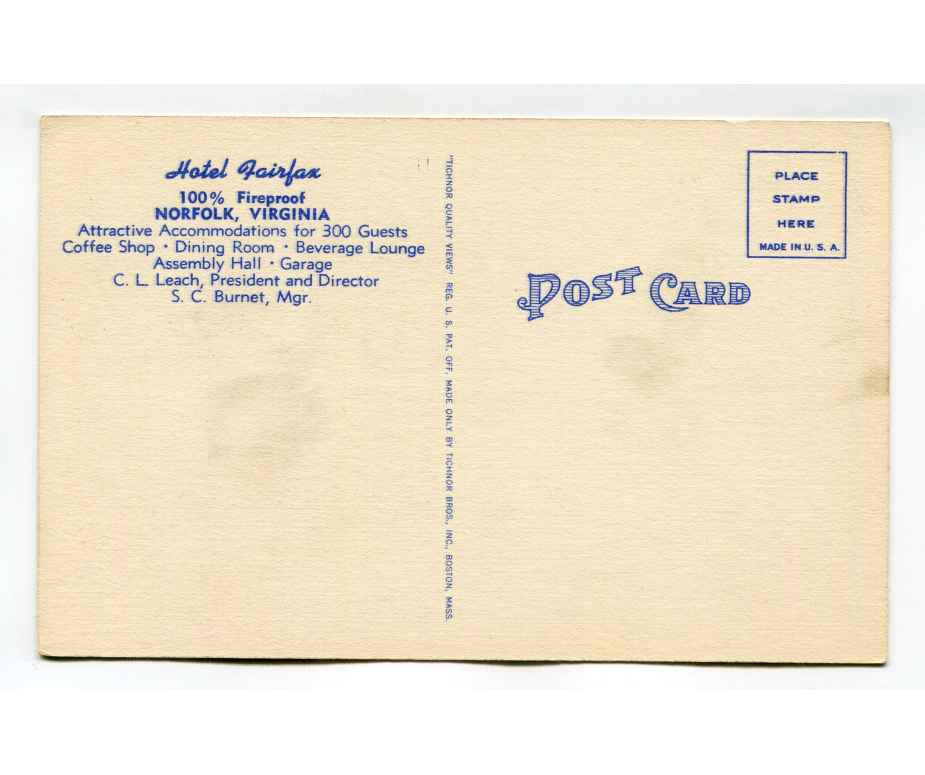 Hotel Fairfax
100% Fireproof
NORFOLK, VIRGINIA
Attractive Accommodations for 300 Guests
Coffee Shop · Dining Room · Beverage Lounge
Assembly Hall · Garage
C. L. Leach, President and Director
S. C. Burnet, Mgr.
"TICHNOR QUALITY VIEWS" REG. U. S. PAT. OFF. MADE ONLY BY TICHNOR BROS., INC., BOSTON, MASS.
POST CARD
PLACE
STAMP
HERE
MADE IN U. S. A.